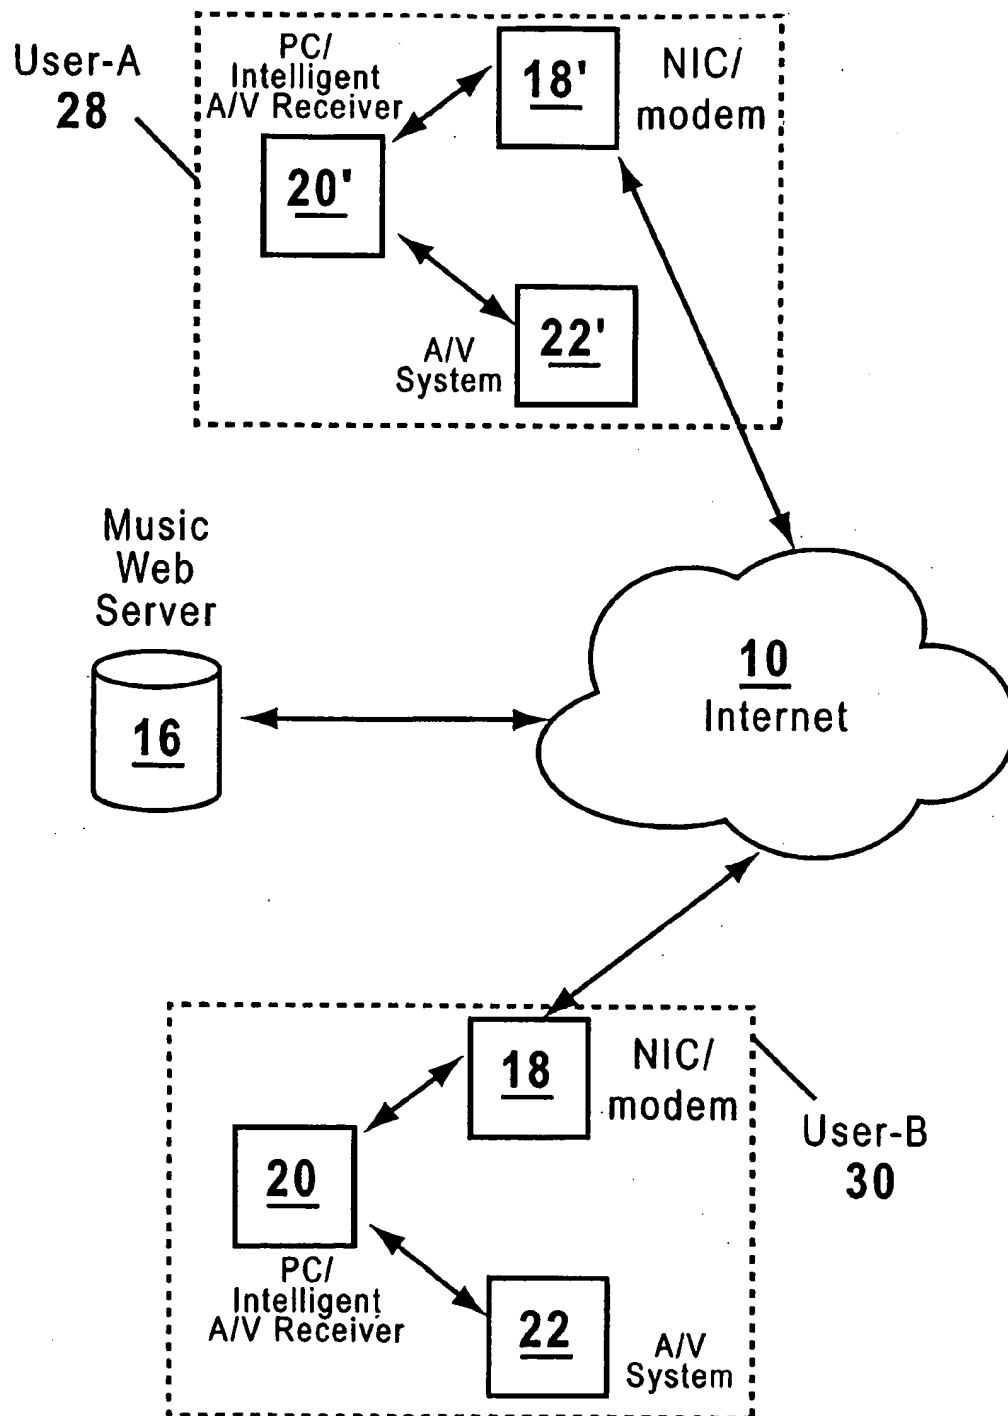 User-A
28
PC/
Intelligent
A/V Receiver
18'
NIC/
modem
20'
22'
A/V
System
Music
Web
Server
16
10
Internet
18
NIC/
modem
User-B
30
20
PC/
Intelligent
A/V Receiver
22
A/V
System